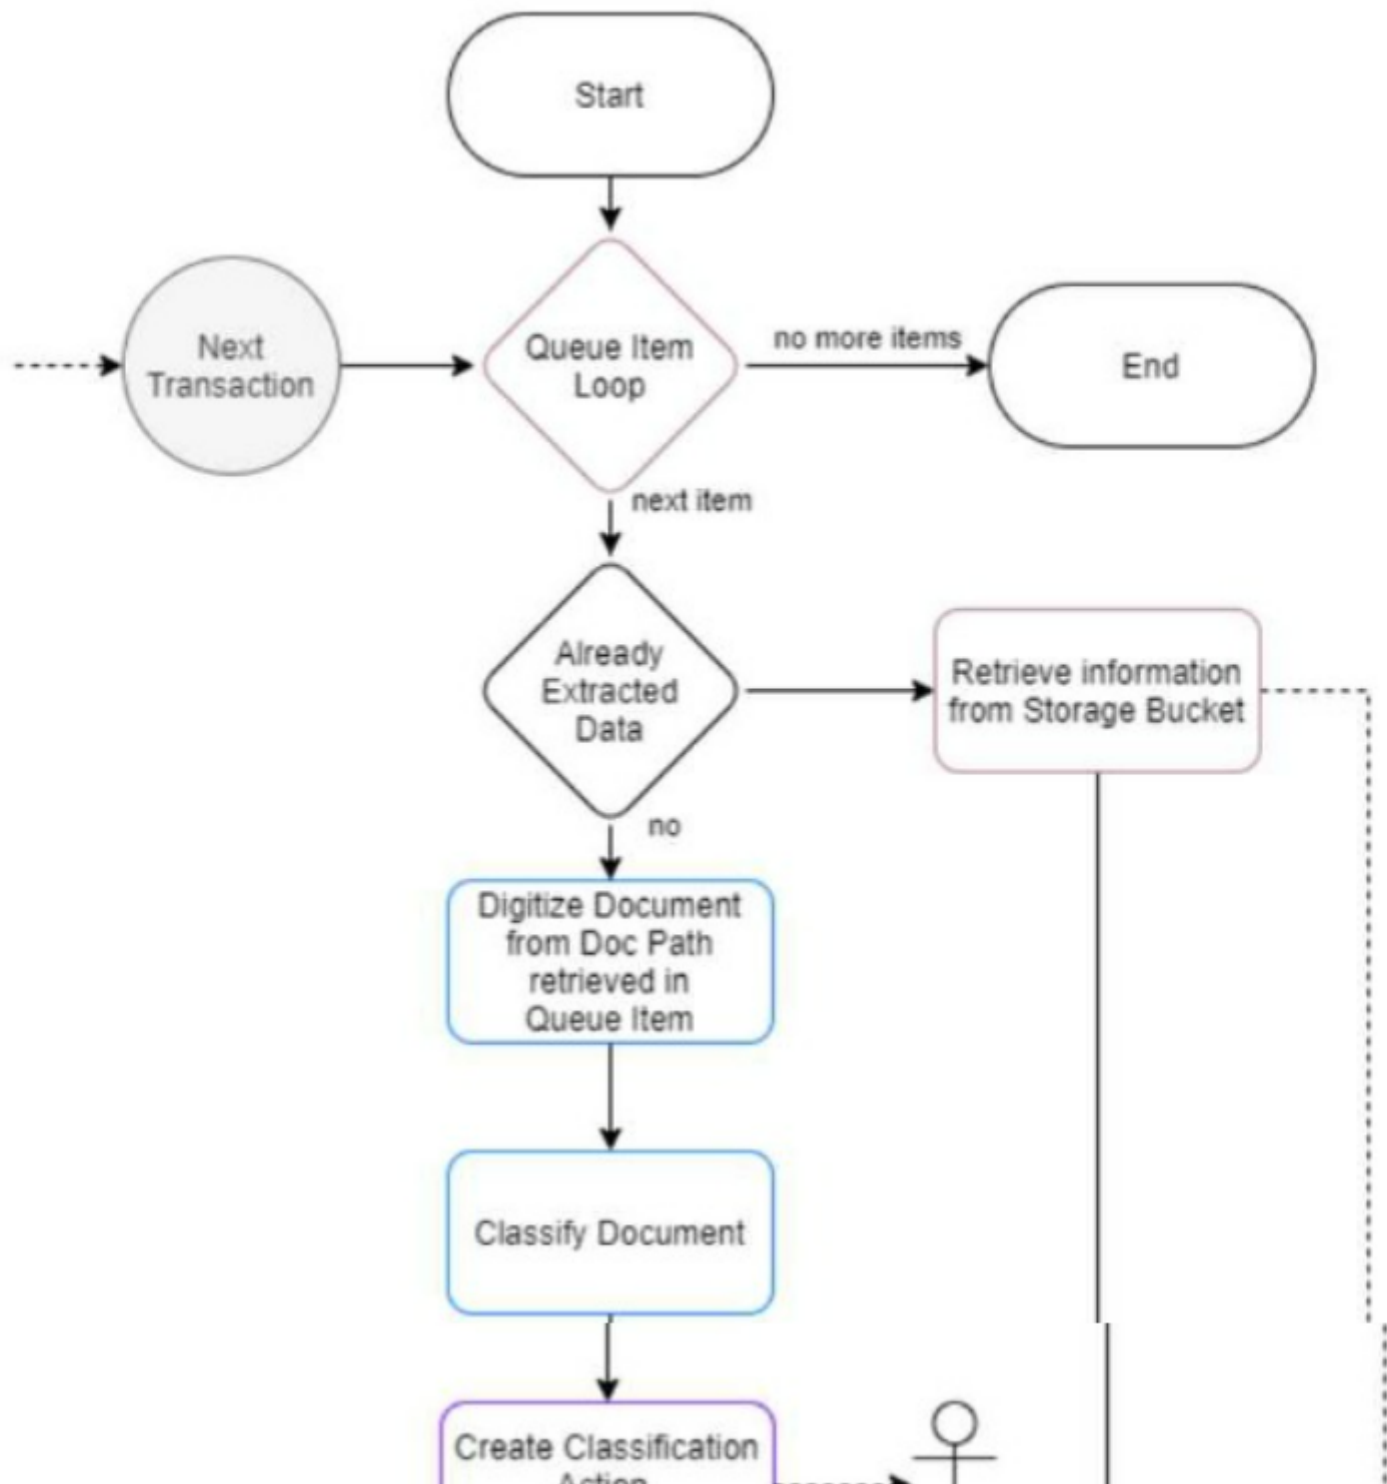 Start
Next
Transaction
Queue Item
Loop
no more items
End
next item
Already
Extracted
Data
Retrieve information
from Storage Bucket
no
Digitize Document
from Doc Path
retrieved in
Queue Item
Classify Document
Create Classification
Action